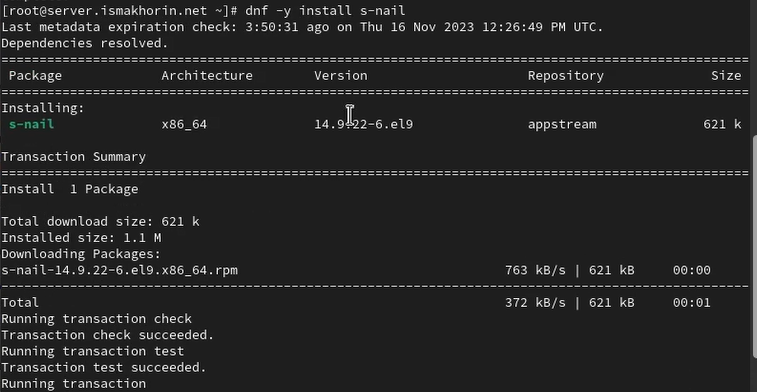 [root@server.ismakhorin.net ~]# dnf -y install s-nail
Last metadata expiration check: 3:50:31 ago on Thu 16 Nov 2023 12:26:49 PM UTC.
Dependencies resolved.
================================================================================
Package Architecture Version Repository Size
================================================================================
Installing:
s-nail x86_64 14.9.22-6.el9 appstream 621 k
Transaction Summary
================================================================================
Install 1 Package
Total download size: 621 k
Installed size: 1.1 M
Downloading Packages:
s-nail-14.9.22-6.el9.x86_64.rpm 763 kB/s | 621 kB 00:00
--------------------------------------------------------------------------------
Total 372 kB/s | 621 kB 00:01
Running transaction check
Transaction check succeeded.
Running transaction test
Transaction test succeeded.
Running transaction